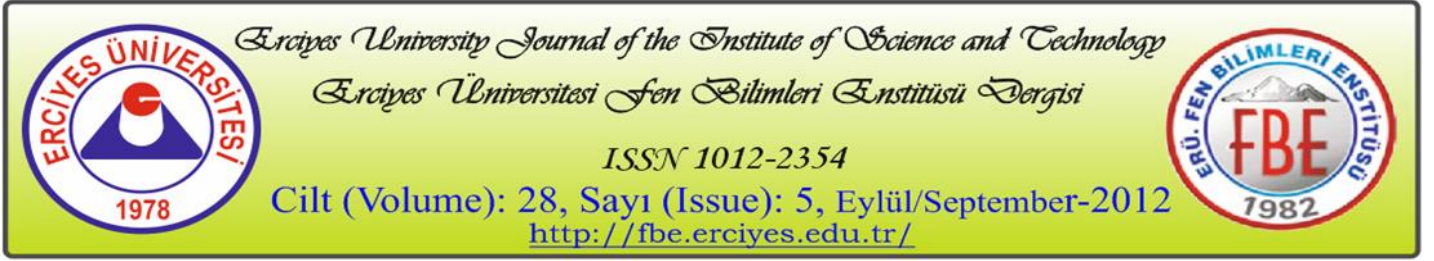 ERCİYES ÜNİVERSİTESİ
1978
Erciyes University Journal of the Institute of Science and Technology
Erciyes Üniversitesi Fen Bilimleri Enstitüsü Dergisi
ISSN 1012-2354
Cilt (Volume): 28, Sayı (Issue): 5, Eylül/September-2012
http://fbe.erciyes.edu.tr/
ERÜ. FEN BİLİMLERİ ENSTİTÜSÜ
FBE
1982